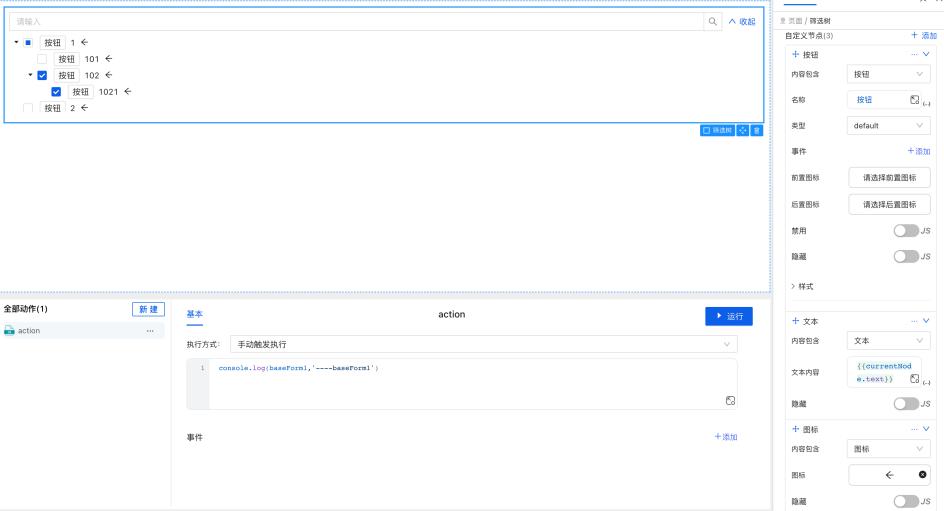 请输入
收起
按钮 1
按钮 101
按钮 102
按钮 1021
按钮 2
筛选树
全部动作(1)
新 建
action
基本
action
运行
执行方式:
手动触发执行
1
console.log(baseForm1,'----baseForm1')
事件
添加
页面 / 筛选树
自定义节点(3)
添加
按钮
内容包含
按钮
名称
按钮
类型
default
事件
添加
前置图标
请选择前置图标
后置图标
请选择后置图标
禁用
JS
隐藏
JS
样式
文本
内容包含
文本
文本内容
{{currentNod
e.text}}
隐藏
JS
图标
内容包含
图标
图标
隐藏
JS